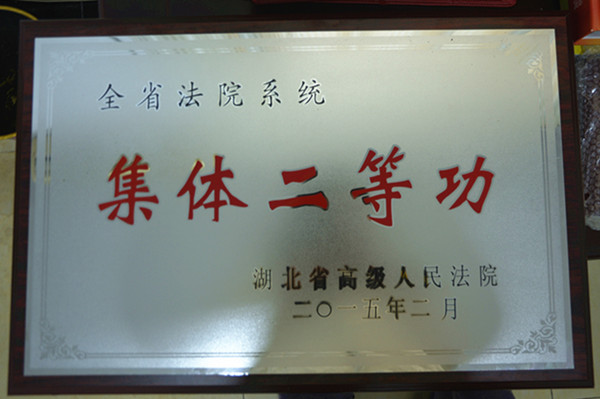 全省法院系统
集体二等功
湖北省高级人民法院
二〇一五年二月